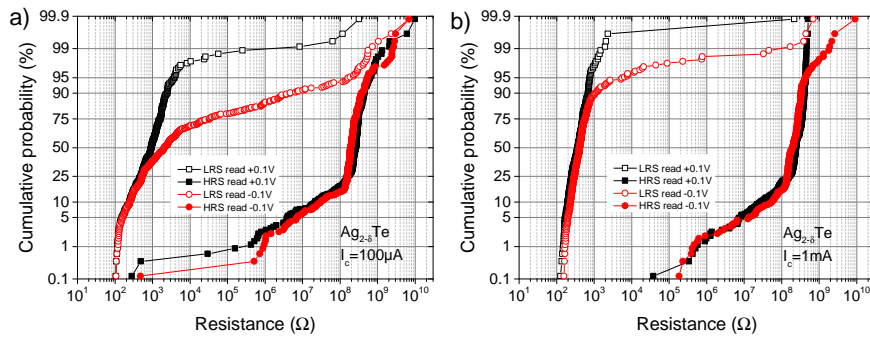 a)
Cumulative probability (%)
99.9
99
95
90
75
50
25
10
5
1
0.1
LRS read +0.1V
HRS read +0.1V
LRS read -0.1V
HRS read -0.1V
Ag2-δTe
Ic=100µA
10^1 10^2 10^3 10^4 10^5 10^6 10^7 10^8 10^9 10^10
Resistance (Ω)
b)
Cumulative probability (%)
99.9
99
95
90
75
50
25
10
5
1
0.1
LRS read +0.1V
HRS read +0.1V
LRS read -0.1V
HRS read -0.1V
Ag2-δTe
Ic=1mA
10^1 10^2 10^3 10^4 10^5 10^6 10^7 10^8 10^9 10^10
Resistance (Ω)